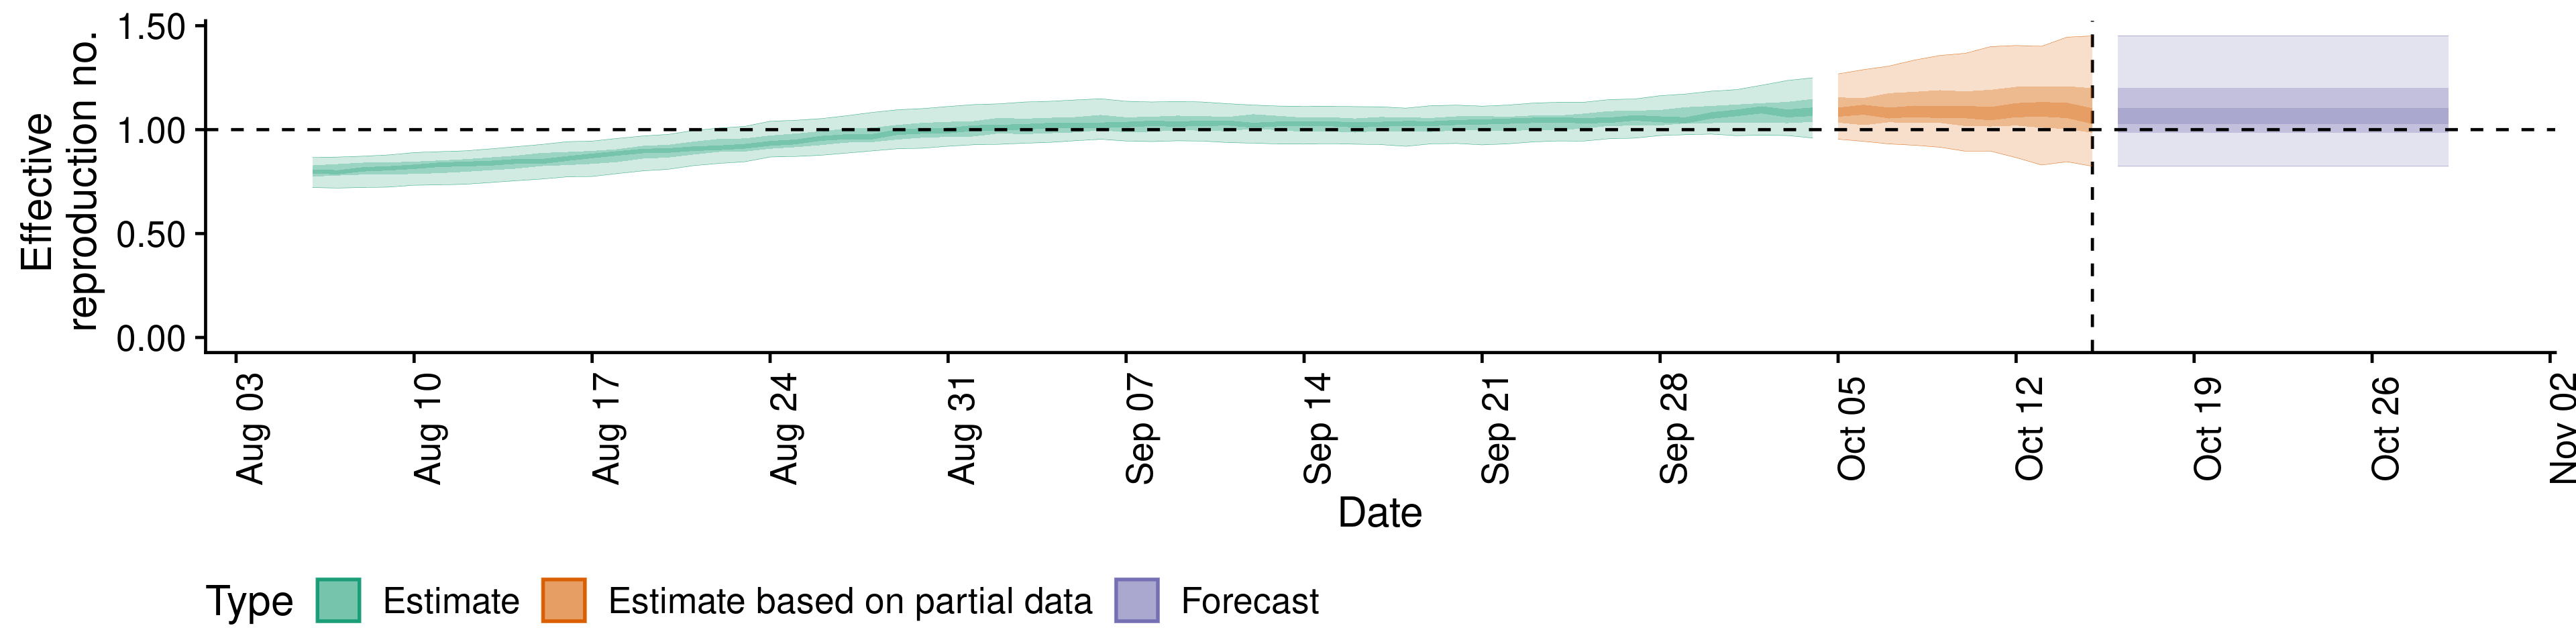 Effective
reproduction no.
1.50
1.00
0.50
0.00
Aug 03
Aug 10
Aug 17
Aug 24
Aug 31
Sep 07
Sep 14
Sep 21
Sep 28
Oct 05
Oct 12
Oct 19
Oct 26
Nov 02
Date
Type Estimate Estimate based on partial data Forecast